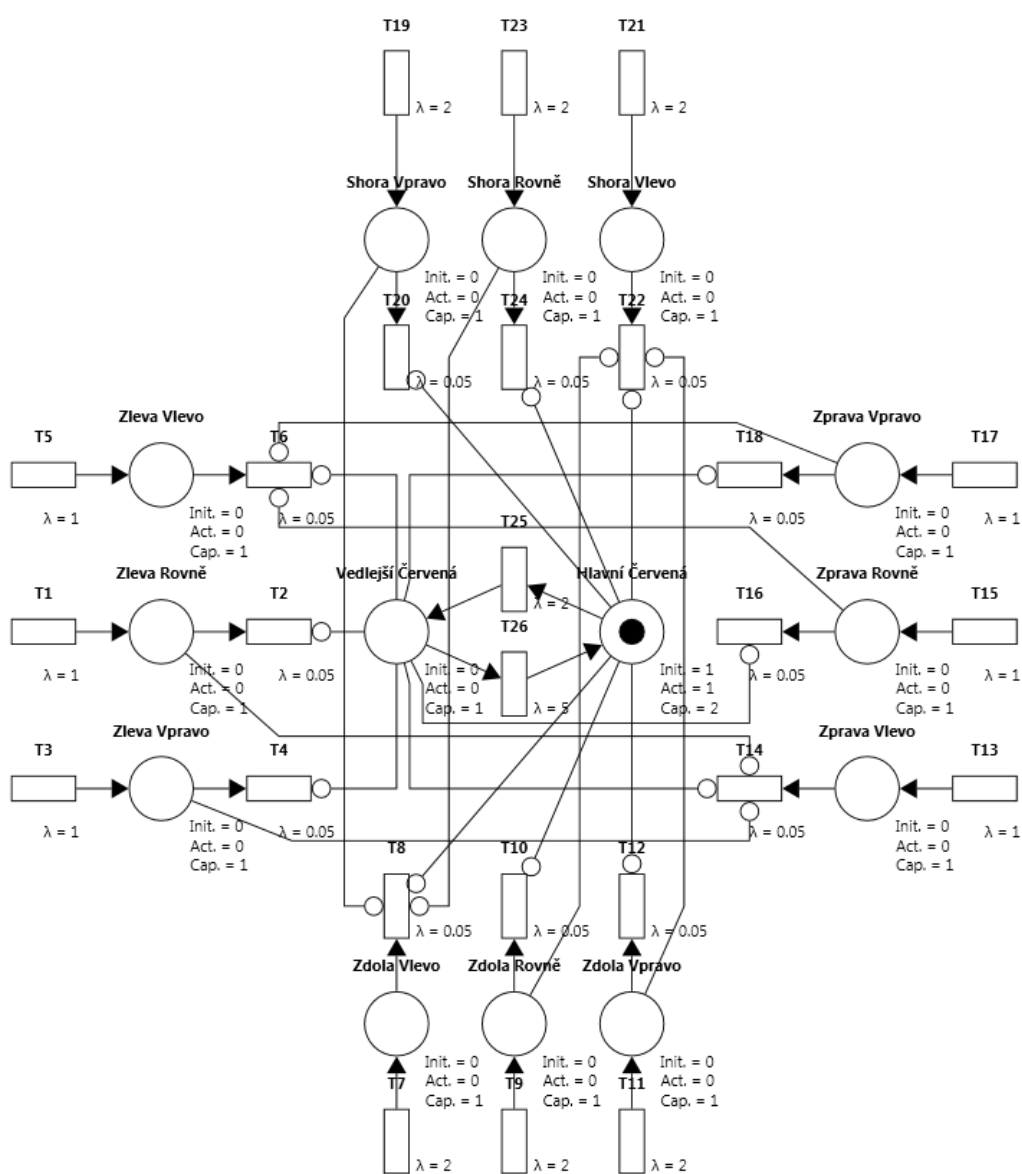 T19
T23
T21
λ = 2
λ = 2
λ = 2
Shora Vpravo
Shora Rovně
Shora Vlevo
Init. = 0
Act. = 0
Cap. = 1
Init. = 0
Act. = 0
Cap. = 1
Init. = 0
Act. = 0
Cap. = 1
T20
T24
T22
λ = 0.05
λ = 0.05
λ = 0.05
Zleva Vlevo
Zprava Vpravo
T5
T6
T18
T17
λ = 1
Init. = 0
Act. = 0
Cap. = 1
λ = 0.05
λ = 0.05
Init. = 0
Act. = 0
Cap. = 1
λ = 1
T25
λ = 2
Zleva Rovně
Vedlejší Červená
Hlavní Červená
Zprava Rovně
T1
T2
T26
T16
T15
λ = 1
Init. = 0
Act. = 0
Cap. = 1
λ = 0.05
Init. = 0
Act. = 0
Cap. = 1
λ = 5
Init. = 1
Act. = 1
Cap. = 2
λ = 0.05
Init. = 0
Act. = 0
Cap. = 1
λ = 1
Zleva Vpravo
Zprava Vlevo
T3
T4
T14
T13
λ = 1
Init. = 0
Act. = 0
Cap. = 1
λ = 0.05
λ = 0.05
Init. = 0
Act. = 0
Cap. = 1
λ = 1
T8
T10
T12
λ = 0.05
λ = 0.05
λ = 0.05
Zdola Vlevo
Zdola Rovně
Zdola Vpravo
Init. = 0
Act. = 0
Cap. = 1
Init. = 0
Act. = 0
Cap. = 1
Init. = 0
Act. = 0
Cap. = 1
T7
T9
T11
λ = 2
λ = 2
λ = 2